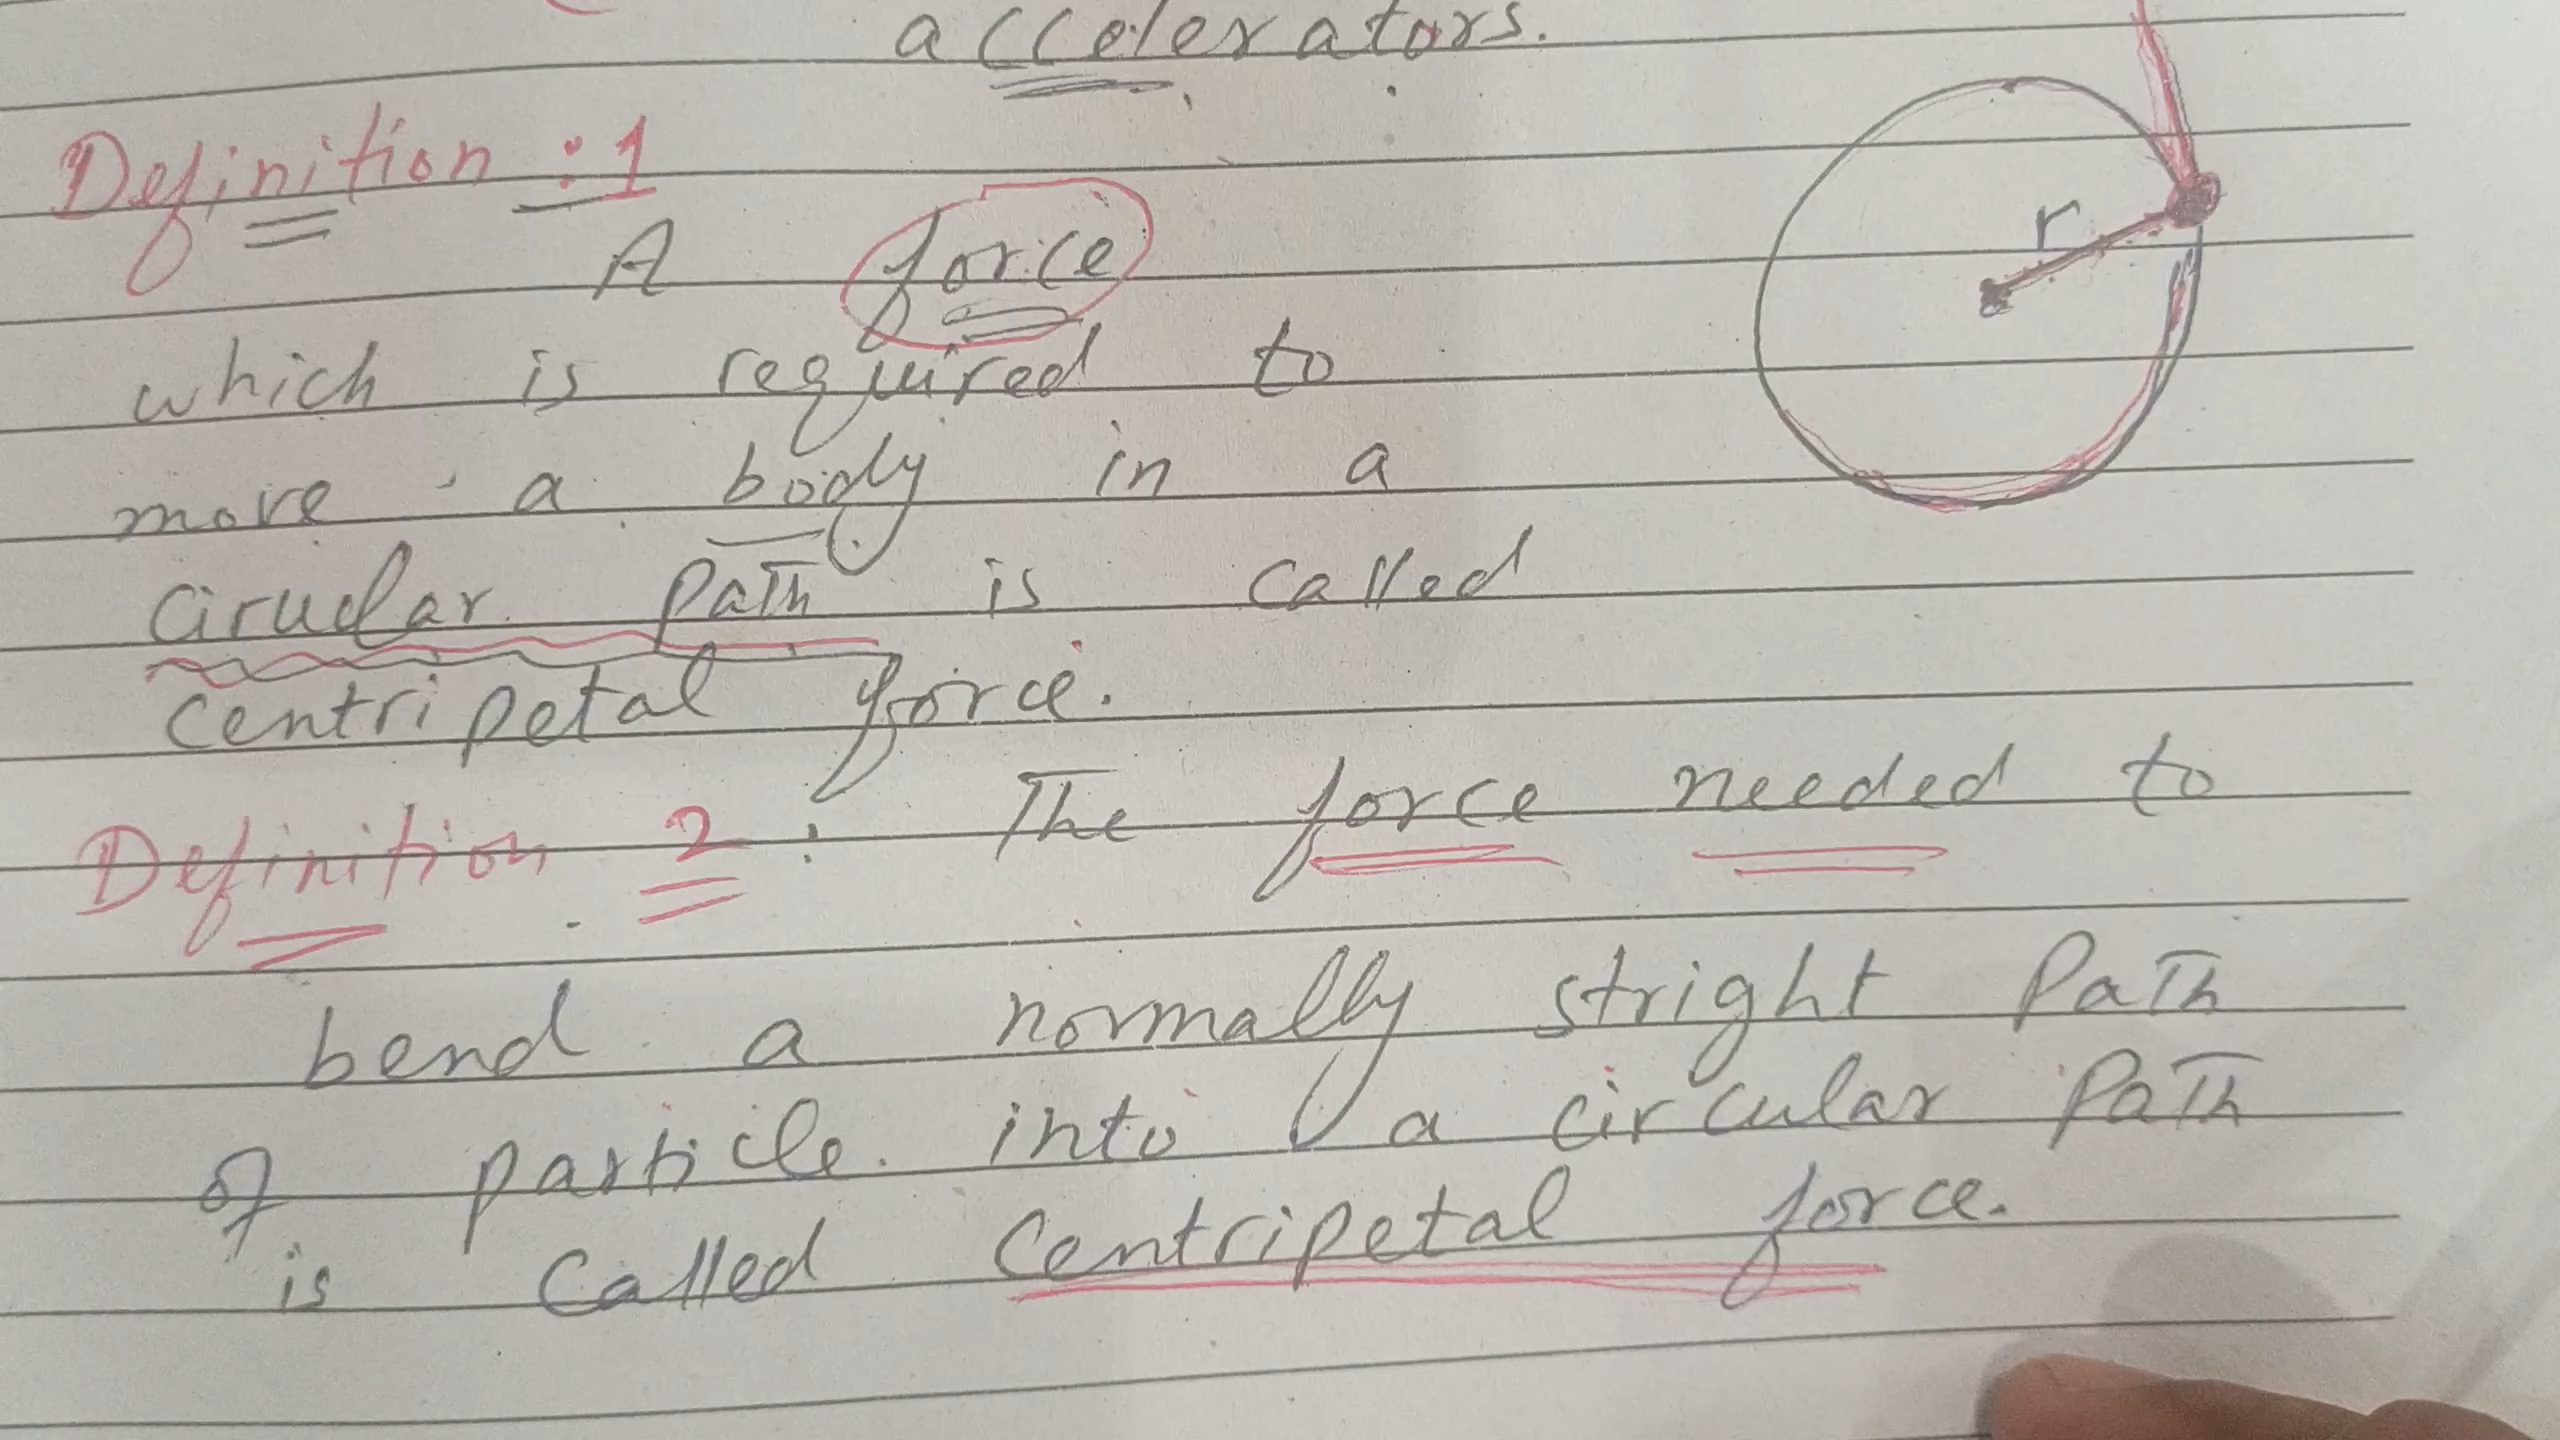 accelerators.
Definition :1
A force
r
which is required to
move a body in a
cirular path is called
centripetal force.
Definition 2 : The force needed to
bend a normally stright Path
of particle. into a circular Path
is called Centripetal force.